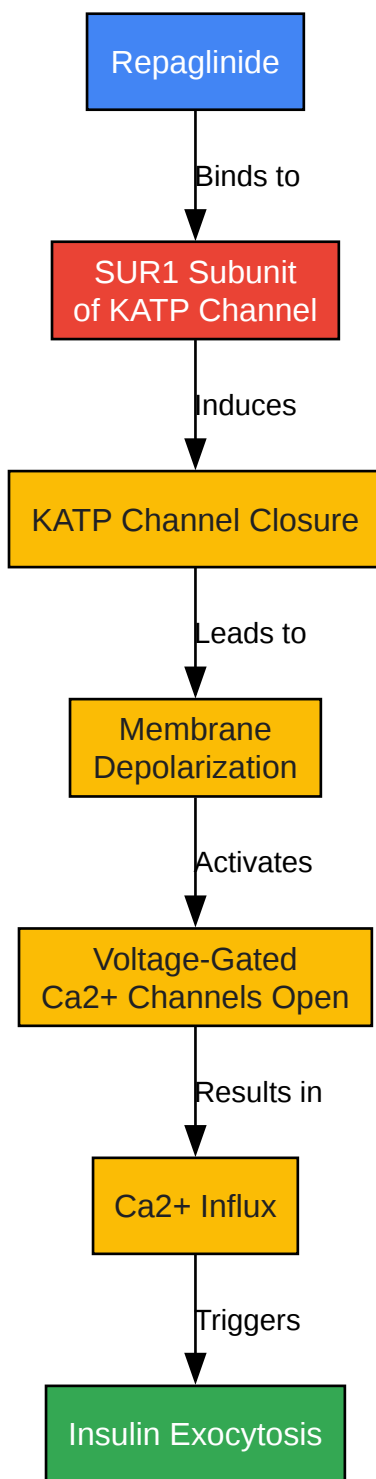 Repaglinide
Binds to
SUR1 Subunit
of KATP Channel
Induces
KATP Channel Closure
Leads to
Membrane
Depolarization
Activates
Voltage-Gated
Ca2+ Channels Open
Results in
Ca2+ Influx
Triggers
Insulin Exocytosis